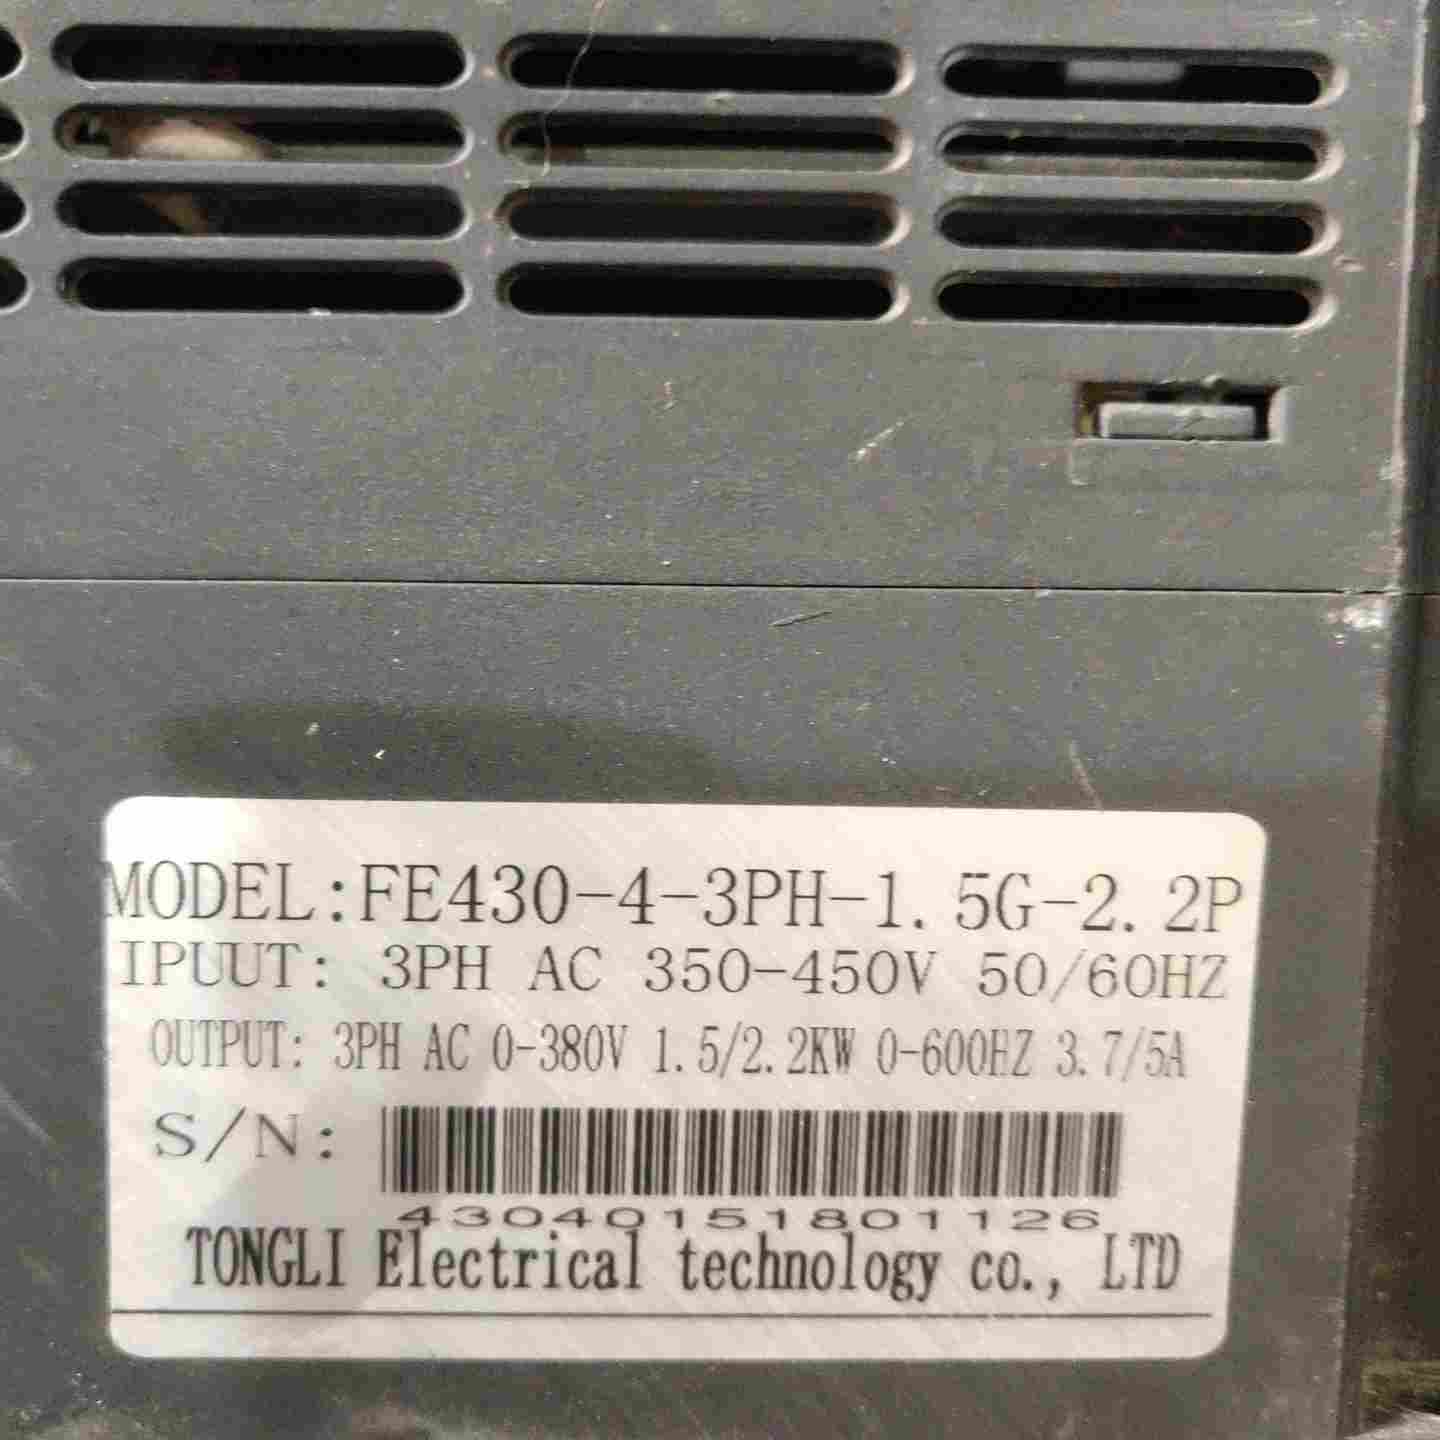 MODEL:FE430-4-3PH-1.5G-2.2P
IPUUT: 3PH AC 350-450V 50/60HZ
OUTPUT: 3PH AC 0-380V 1.5/2.2KW 0-600HZ 3.7/5A
S/N:
43040151801126
TONGLI Electrical technology co., LTD